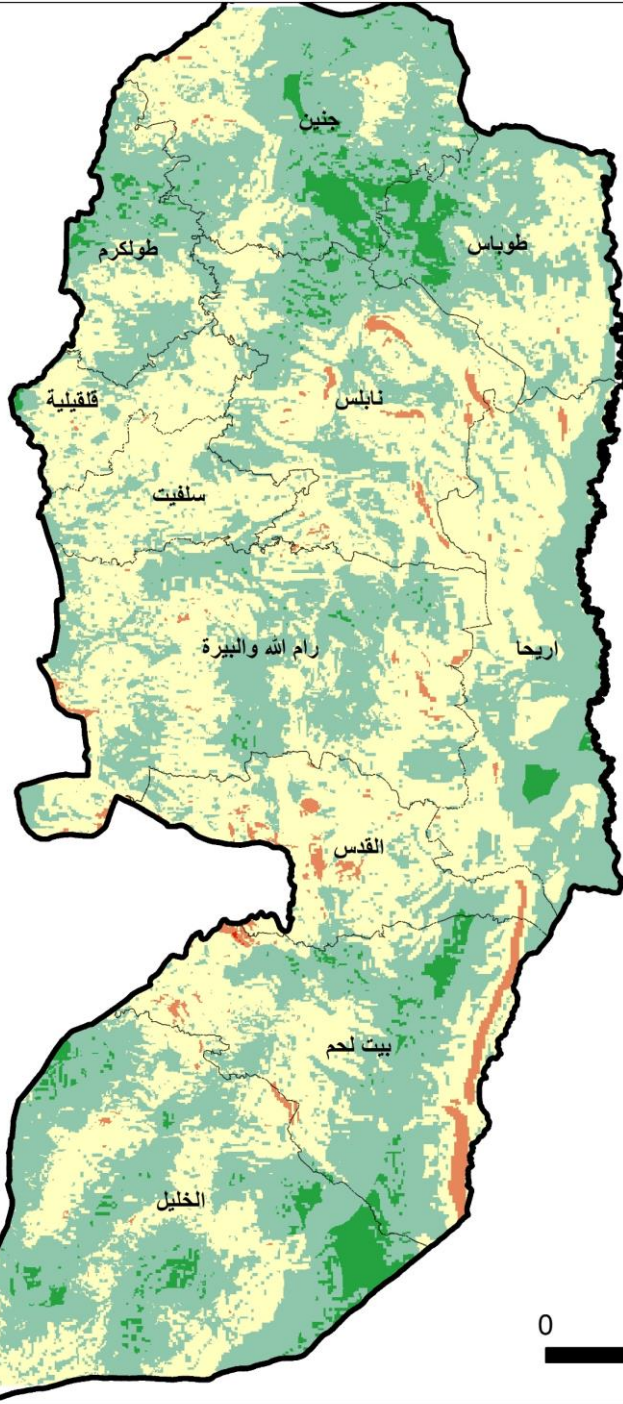 جنين
طوباس
طولكرم
قلقيلية
نابلس
سلفيت
رام الله والبيرة
اريحا
القدس
بيت لحم
الخليل
0